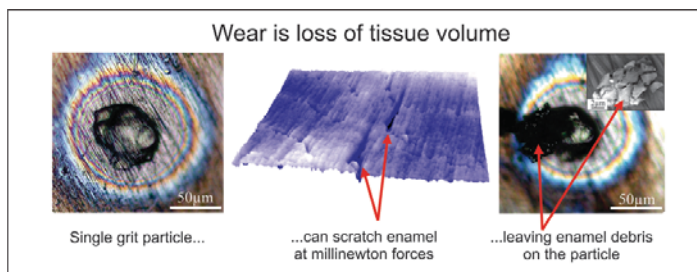 Wear is loss of tissue volume
50µm
50µm
Single grit particle...
...can scratch enamel
at millinewton forces
...leaving enamel debris
on the particle